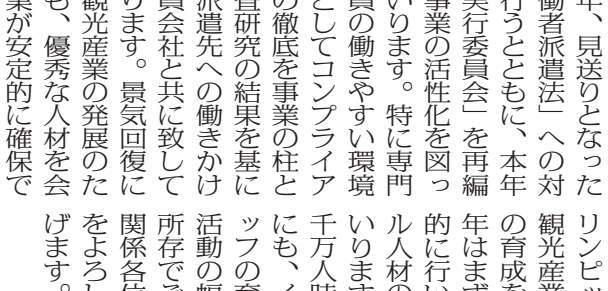 年、見送りとなった
働者派遣法」への対
行うとともに、本年
実行委員会」を再編
事業の活性化を図っ
いります。特に専門
員の働きやすい環境
としてコンプライア
の徹底を事業の柱と
査研究の結果を基に
派遣先への働きかけ
員会社と共に致して
ります。景気回復に
観光産業の発展のた
も、優秀な人材を会
業が安定的に確保で
リンピッ
観光産業
の育成を
年はまず
的に行い
ル人材の
いります
千万人時
にも、
ッフの育
活動の幅
所存でご
関係各位
をよろし
げます。